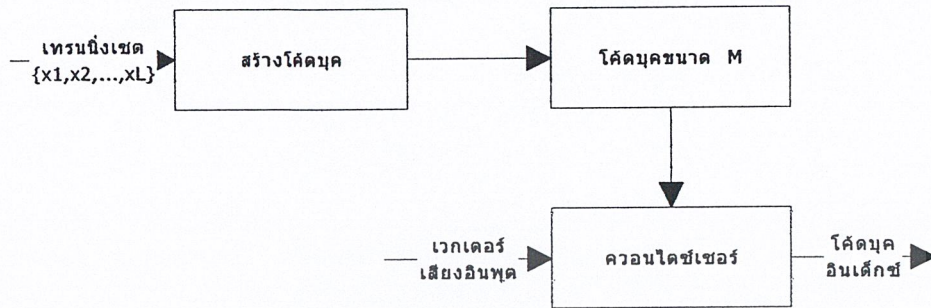 เทรนนิ่งเซต
{x1,x2,...,xL}
สร้างโค้ดบุค
โค้ดบุคขนาด M
เวกเตอร์
เสียงอินพุต
ควอนไตซ์เซอร์
โค้ดบุค
อินเด็กซ์